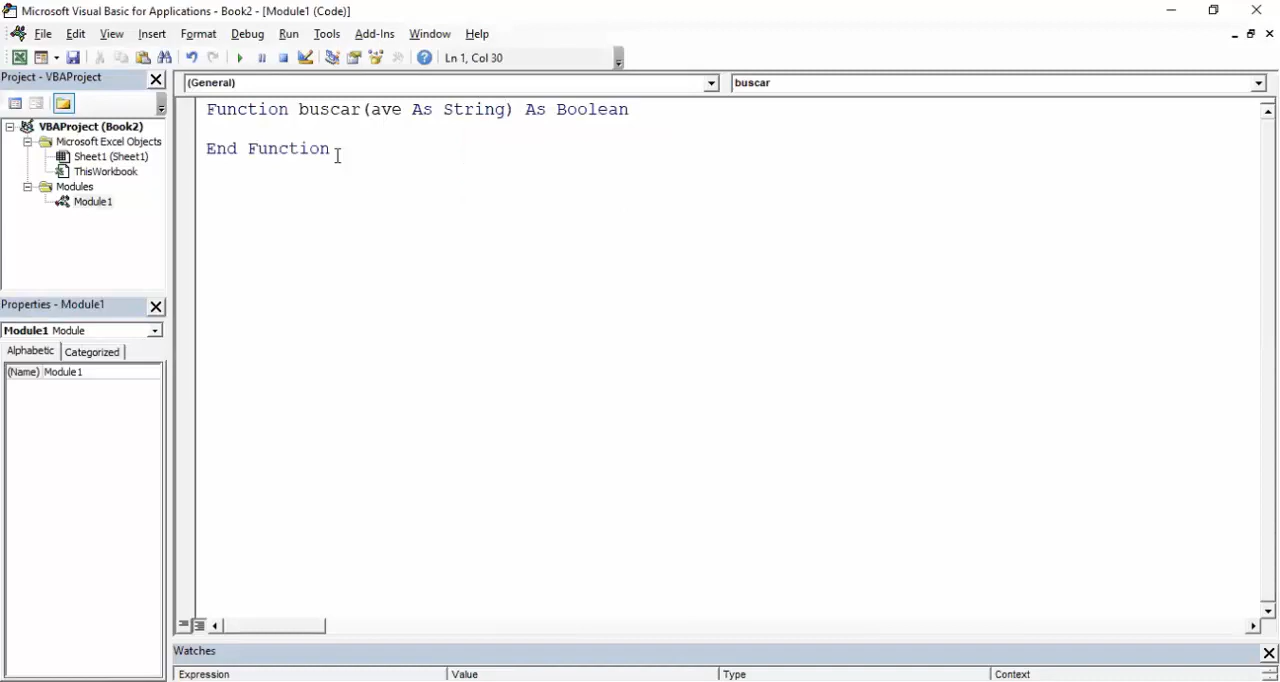 Microsoft Visual Basic for Applications - Book2 - [Module1 (Code)]
File Edit View Insert Format Debug Run Tools Add-Ins Window Help
Ln 1, Col 30
Project - VBAProject
(General)
buscar
VBAProject (Book2)
Microsoft Excel Objects
Sheet1 (Sheet1)
ThisWorkbook
Modules
Module1
Function buscar(ave As String) As Boolean
End Function
Properties - Module1
Module1 Module
Alphabetic Categorized
(Name) Module1
Watches
Expression Value Type Context